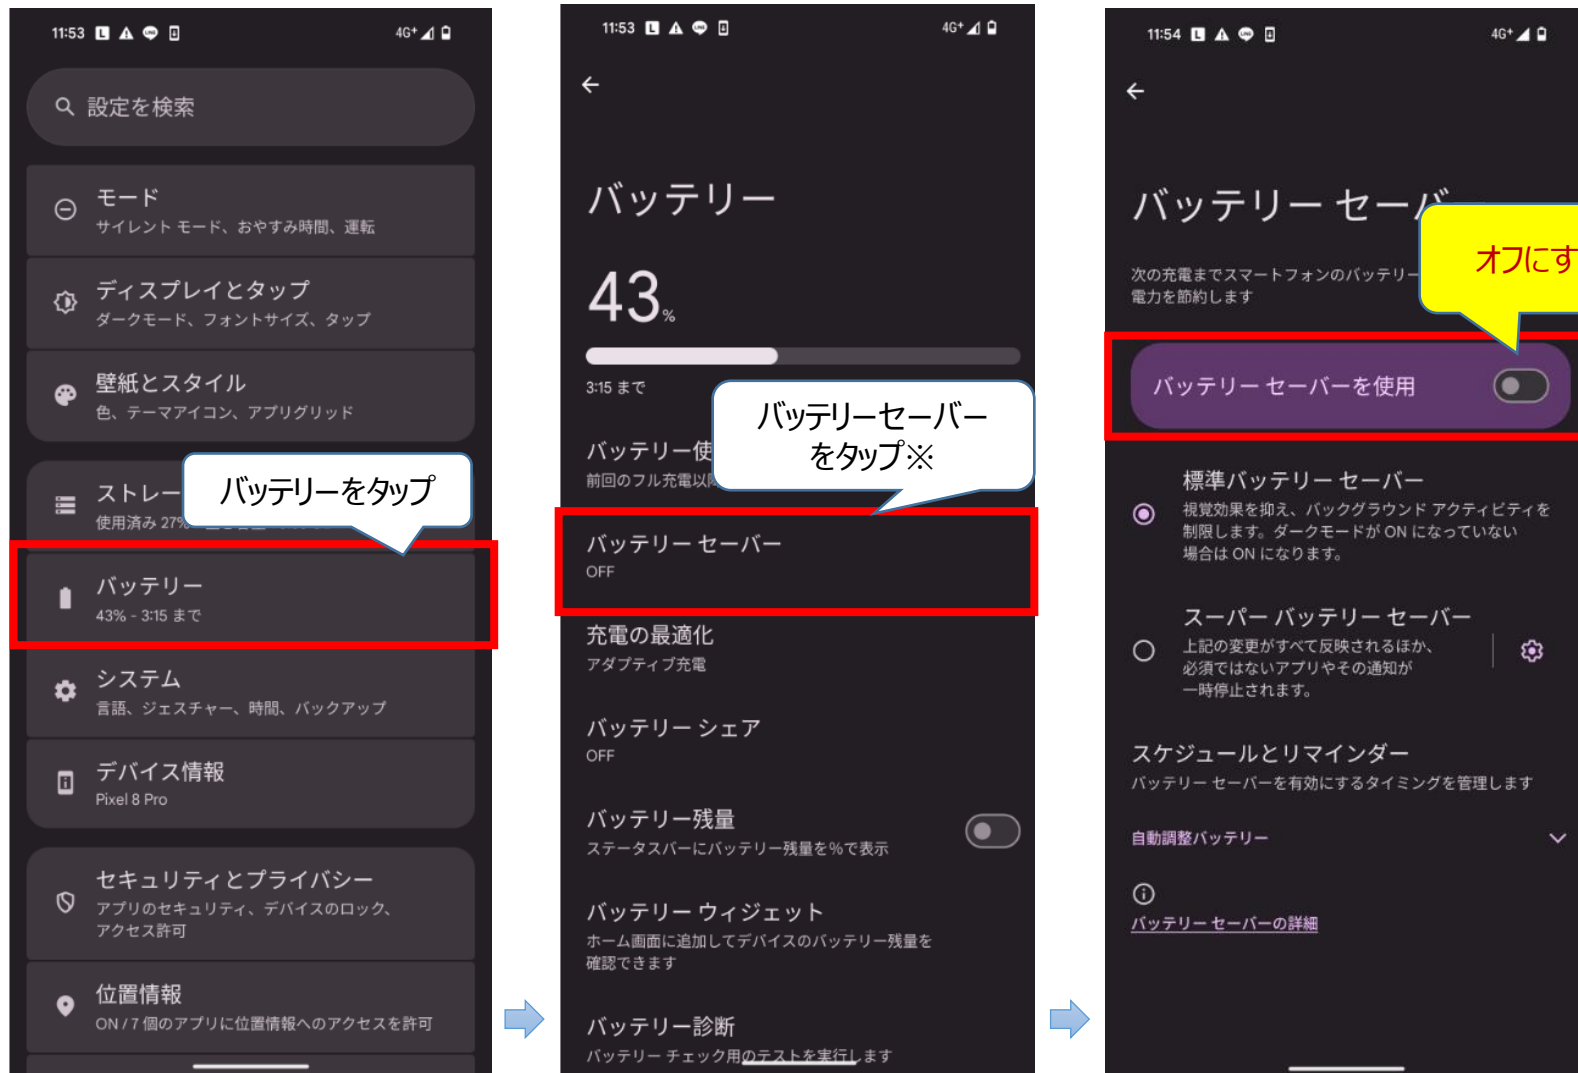 11:53
4G+
設定を検索
モード
サイレント モード、おやすみ時間、運転
ディスプレイとタップ
ダークモード、フォントサイズ、タップ
壁紙とスタイル
色、テーマアイコン、アプリグリッド
バッテリーをタップ
ストレー
使用済み 27%
バッテリー
43% - 3:15 まで
システム
言語、ジェスチャー、時間、バックアップ
デバイス情報
Pixel 8 Pro
セキュリティとプライバシー
アプリのセキュリティ、デバイスのロック、
アクセス許可
位置情報
ON / 7 個のアプリに位置情報へのアクセスを許可
11:53
4G+
バッテリー
43%
3:15 まで
バッテリーセーバー
をタップ※
バッテリー使
前回のフル充電以
バッテリー セーバー
OFF
充電の最適化
アダプティブ充電
バッテリー シェア
OFF
バッテリー残量
ステータスバーにバッテリー残量を%で表示
バッテリー ウィジェット
ホーム画面に追加してデバイスのバッテリー残量を
確認できます
バッテリー診断
バッテリー チェック用のテストを実行します
11:54
4G+
バッテリー セーバ
オフにす
次の充電までスマートフォンのバッテリー
電力を節約します
バッテリー セーバーを使用
標準バッテリー セーバー
視覚効果を抑え、バックグラウンド アクティビティを
制限します。ダークモードが ON になっていない
場合は ON になります。
スーパー バッテリー セーバー
上記の変更がすべて反映されるほか、
必須ではないアプリやその通知が
一時停止されます。
スケジュールとリマインダー
バッテリー セーバーを有効にするタイミングを管理します
自動調整バッテリー
バッテリー セーバーの詳細